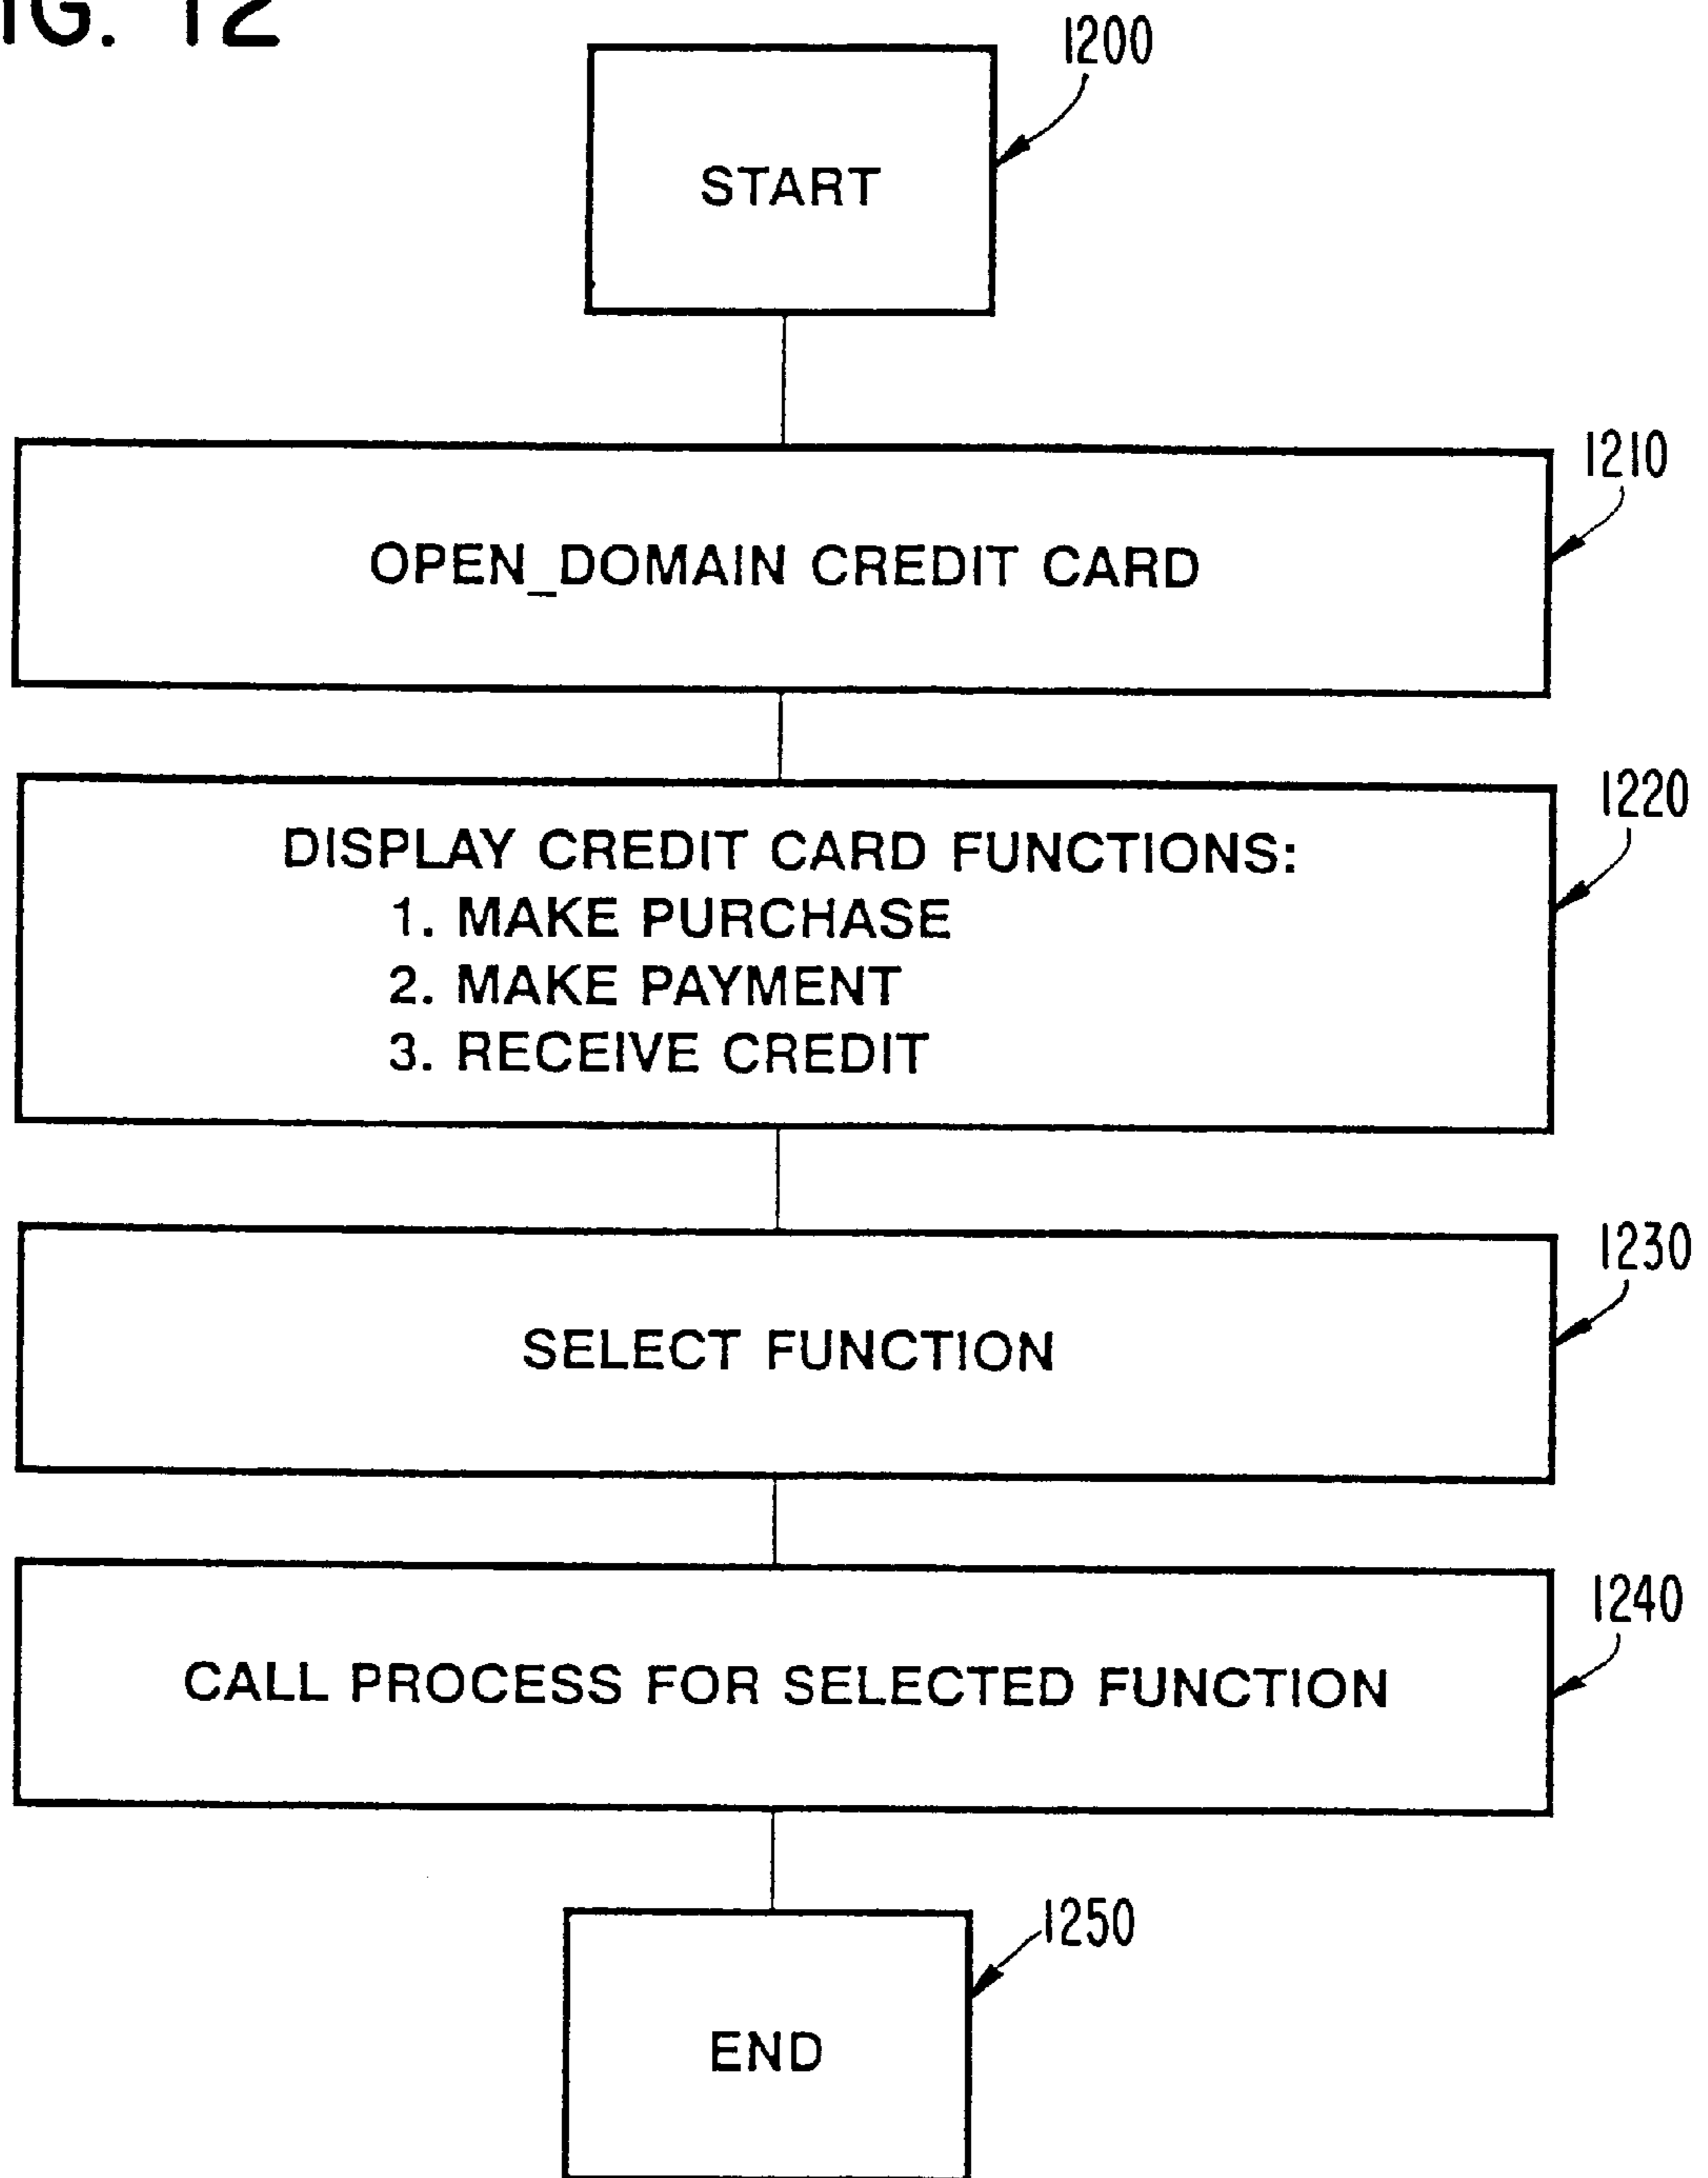 IG. 12
1200
START
1210
OPEN_DOMAIN CREDIT CARD
1220
DISPLAY CREDIT CARD FUNCTIONS:
1. MAKE PURCHASE
2. MAKE PAYMENT
3. RECEIVE CREDIT
1230
SELECT FUNCTION
1240
CALL PROCESS FOR SELECTED FUNCTION
1250
END